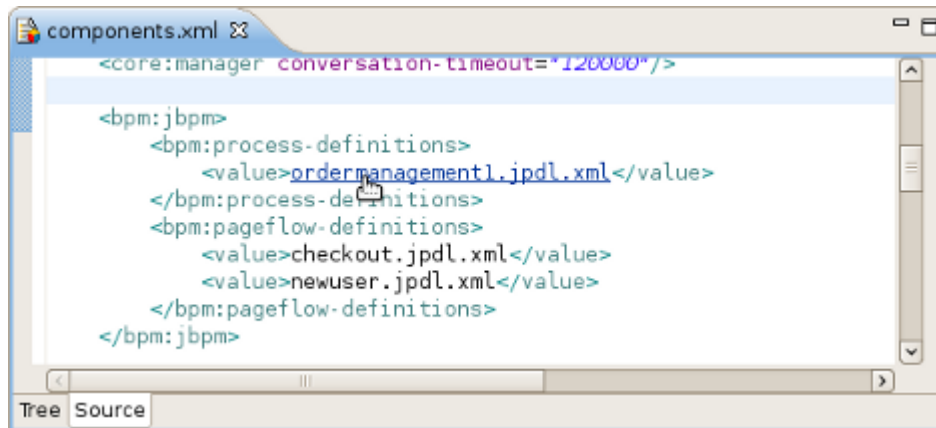 components.xml
<core:manager conversation-timeout="120000"/>
<bpm:jbpm>
<bpm:process-definitions>
<value>ordermanagement1.jpdl.xml</value>
</bpm:process-definitions>
<bpm:pageflow-definitions>
<value>checkout.jpdl.xml</value>
<value>newuser.jpdl.xml</value>
</bpm:pageflow-definitions>
</bpm:jbpm>
Tree Source